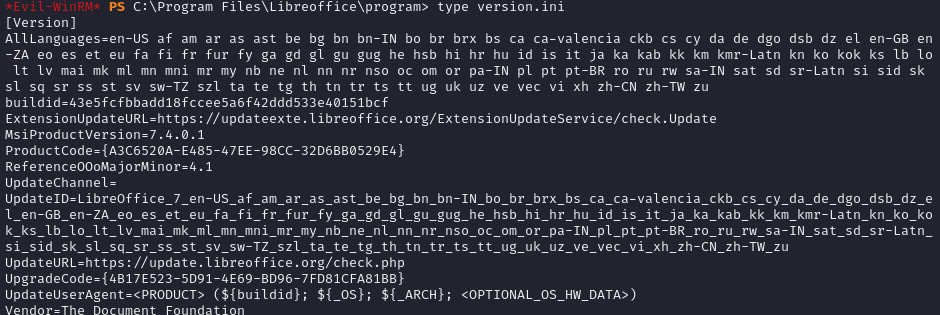 *Evil-WinRM* PS C:\Program Files\Libreoffice\program> type version.ini
[Version]
AllLanguages=en-US af am ar as ast be bg bn bn-IN bo br brx bs ca ca-valencia ckb cs cy da de dgo dsb dz el en-GB en
-ZA eo es et eu fa fi fr fur fy ga gd gl gu gug he hsb hi hr hu id is it ja ka kab kk km kmr-Latn kn ko kok ks lb lo
 lt lv mai mk ml mn mni mr my nb ne nl nn nr nso oc om or pa-IN pl pt pt-BR ro ru rw sa-IN sat sd sr-Latn si sid sk
sl sq sr ss st sv sw-TZ szl ta te tg th tn tr ts tt ug uk uz ve vec vi xh zh-CN zh-TW zu
buildid=43e5fcfbbadd18fccee5a6f42ddd533e40151bcf
ExtensionUpdateURL=https://updateexte.libreoffice.org/ExtensionUpdateService/check.Update
MsiProductVersion=7.4.0.1
ProductCode={A3C6520A-E485-47EE-98CC-32D6BB0529E4}
ReferenceOOoMajorMinor=4.1
UpdateChannel=
UpdateID=LibreOffice_7_en-US_af_am_ar_as_ast_be_bg_bn_bn-IN_bo_br_brx_bs_ca_ca-valencia_ckb_cs_cy_da_de_dgo_dsb_dz_e
l_en-GB_en-ZA_eo_es_et_eu_fa_fi_fr_fur_fy_ga_gd_gl_gu_gug_he_hsb_hi_hr_hu_id_is_it_ja_ka_kab_kk_km_kmr-Latn_kn_ko_ko
k_ks_lb_lo_lt_lv_mai_mk_ml_mn_mni_mr_my_nb_ne_nl_nn_nr_nso_oc_om_or_pa-IN_pl_pt_pt-BR_ro_ru_rw_sa-IN_sat_sd_sr-Latn_
si_sid_sk_sl_sq_sr_ss_st_sv_sw-TZ_szl_ta_te_tg_th_tn_tr_ts_tt_ug_uk_uz_ve_vec_vi_xh_zh-CN_zh-TW_zu
UpdateURL=https://update.libreoffice.org/check.php
UpgradeCode={4B17E523-5D91-4E69-BD96-7FD81CFA81BB}
UpdateUserAgent=<PRODUCT> (${buildid}; ${_OS}; ${_ARCH}; <OPTIONAL_OS_HW_DATA>)
Vendor=The Document Foundation